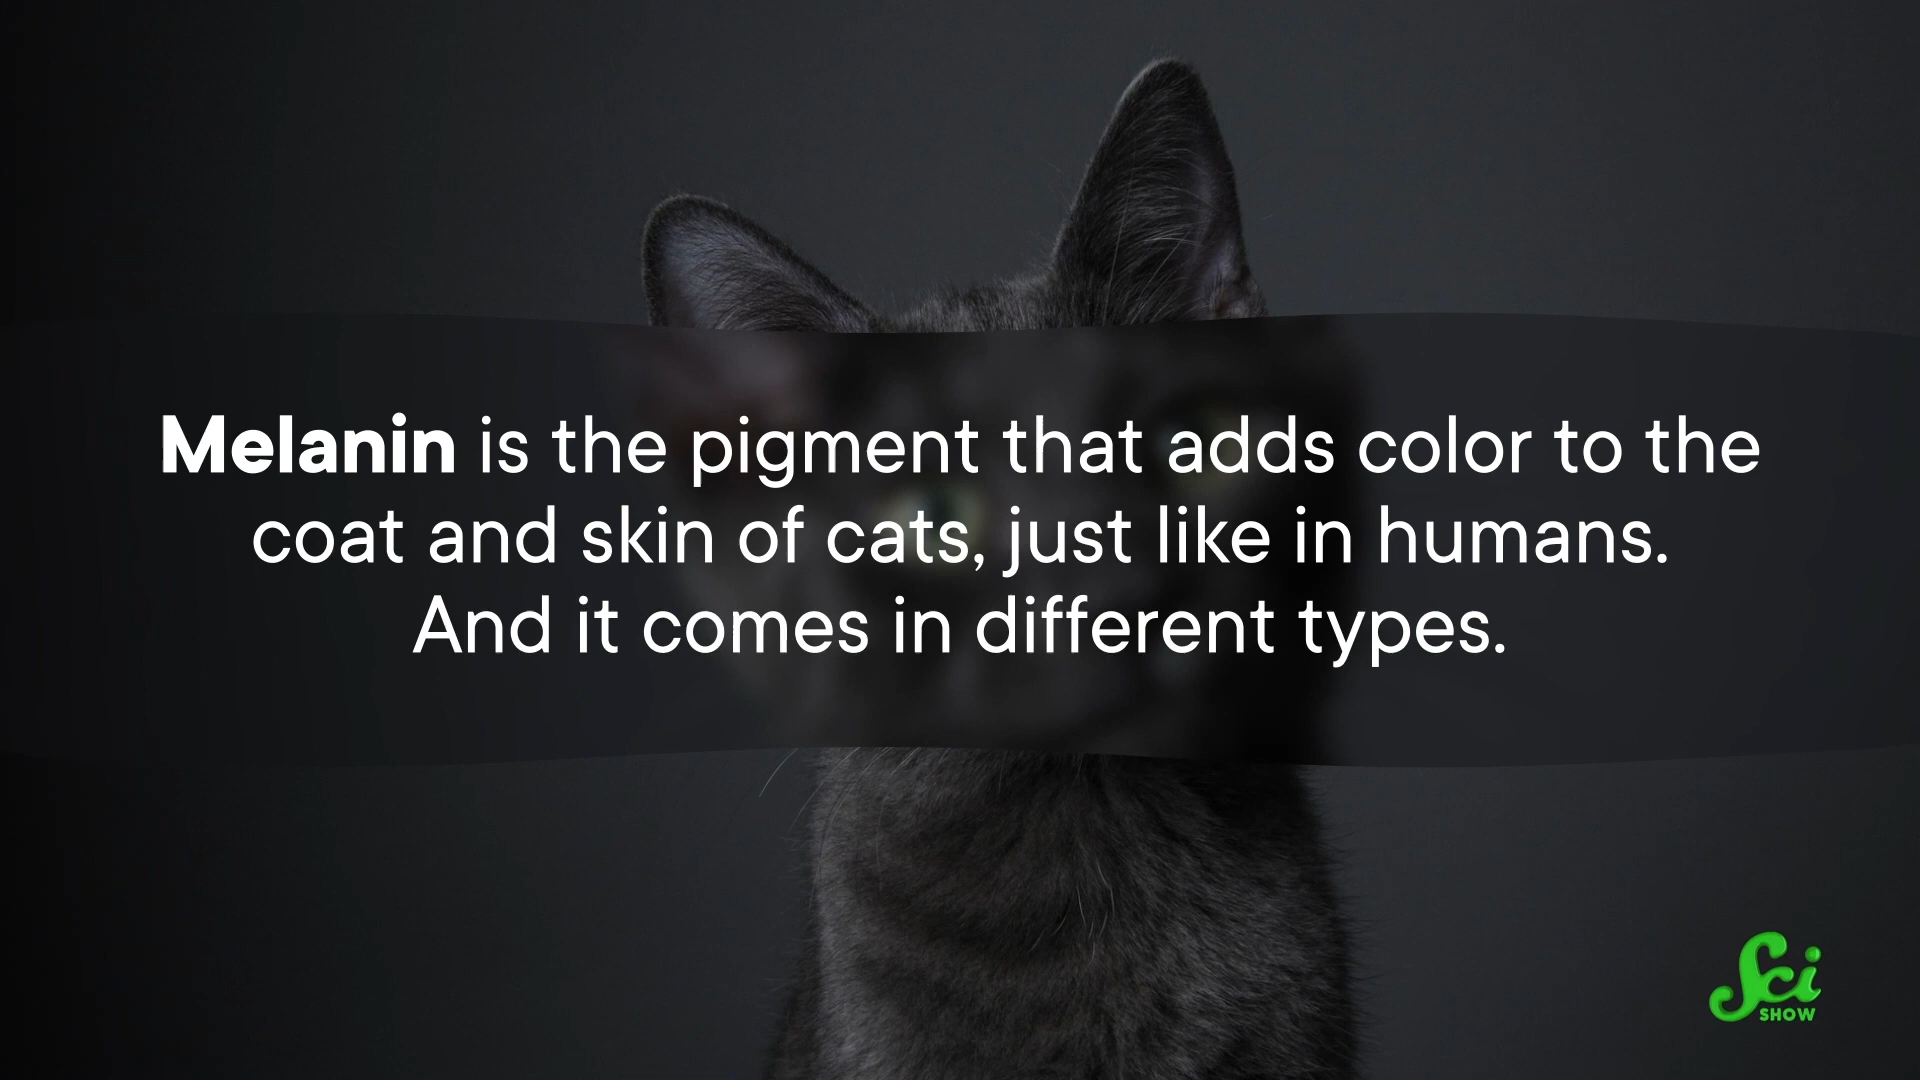 Melanin is the pigment that adds color to the
coat and skin of cats, just like in humans.
And it comes in different types.
Sci
SHOW